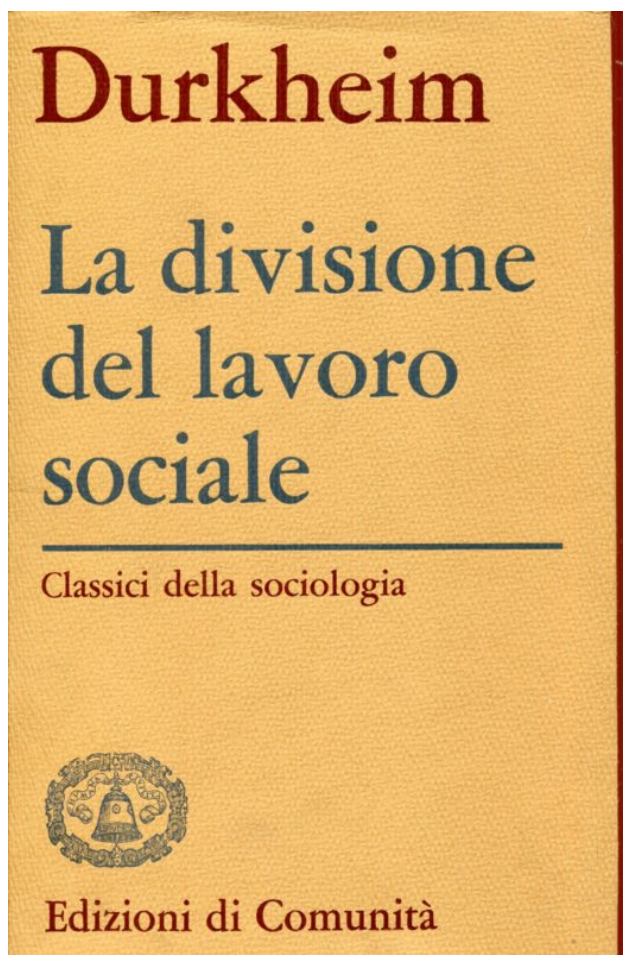 Durkheim
La divisione
del lavoro
sociale
Classici della sociologia
Edizioni di Comunità